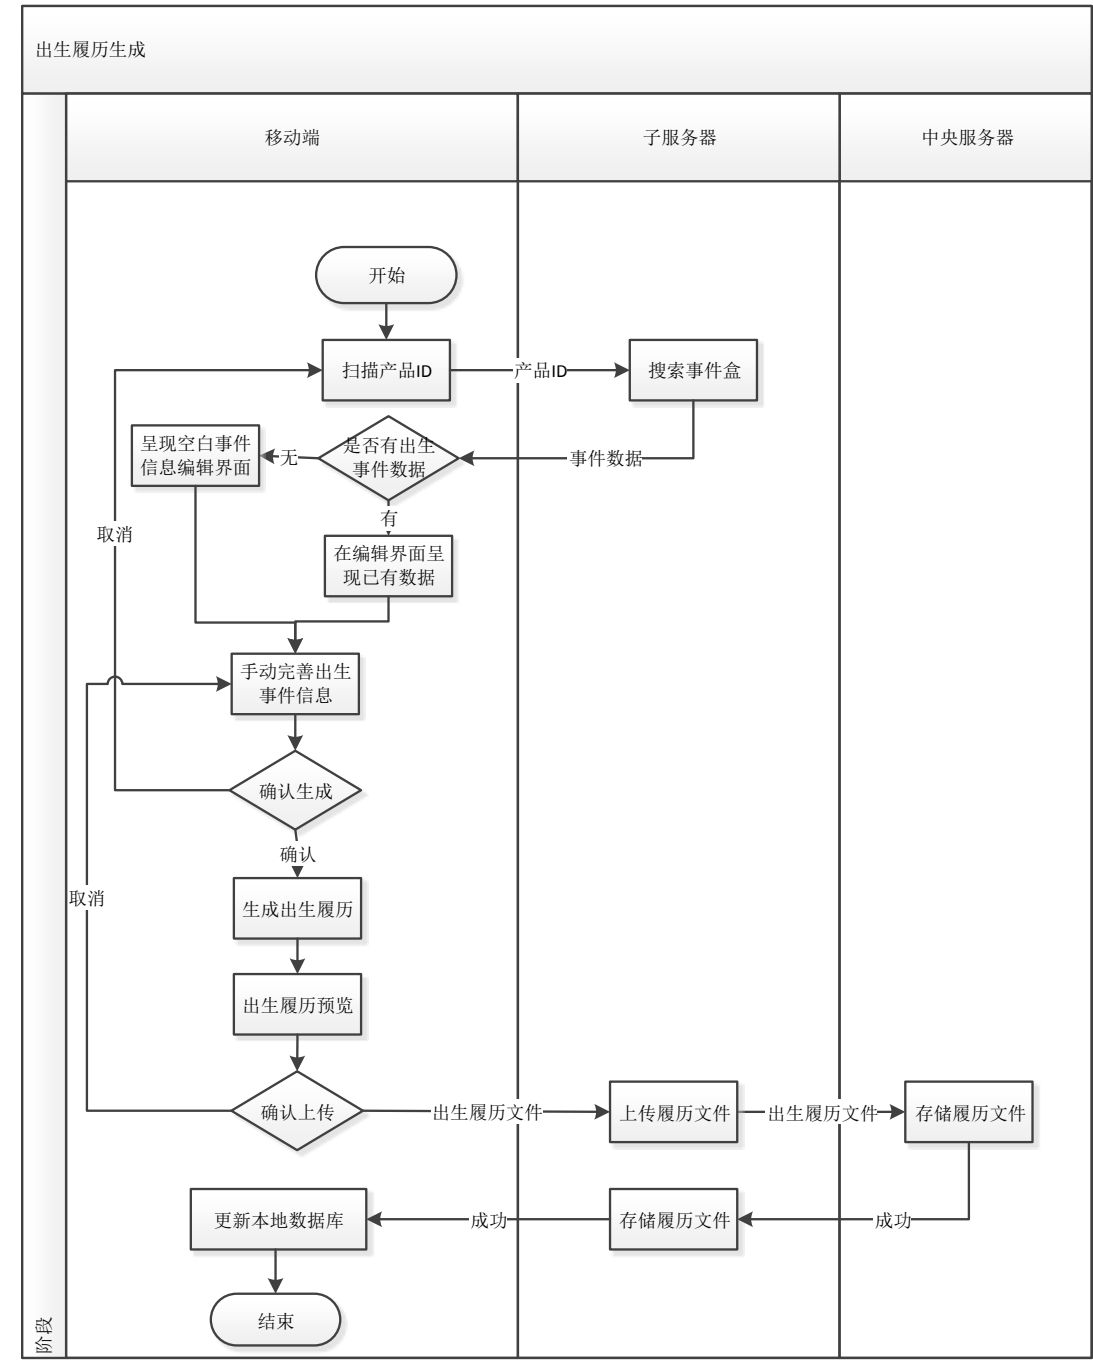 出生履历生成
移动端
子服务器
中央服务器
开始
扫描产品ID
产品ID
搜索事件盒
呈现空白事件
信息编辑界面
无
是否有出生
事件数据
事件数据
有
取消
在编辑界面呈
现已有数据
手动完善出生
事件信息
确认生成
确认
取消
生成出生履历
出生履历预览
确认上传
出生履历文件
上传履历文件
出生履历文件
存储履历文件
更新本地数据库
成功
存储履历文件
成功
结束
阶段